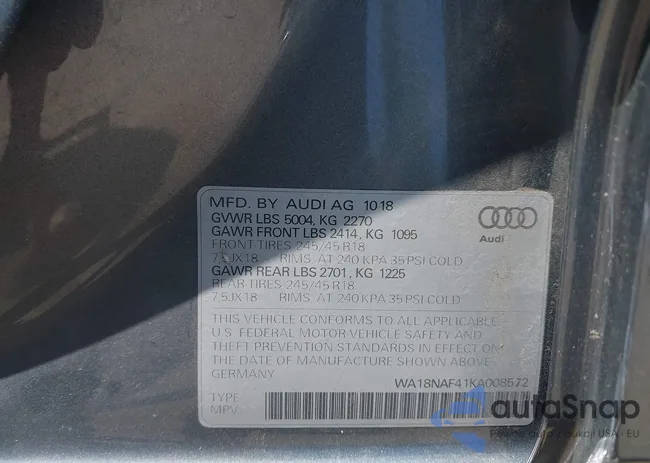 MFD. BY AUDI AG 10 18
GVWR LBS 5004, KG 2270
GAWR FRONT LBS 2414, KG 1095
FRONT-TIRES 245/45 R18
7,5JX18 RIMS, AT 240 KPA 35 PSI COLD
GAWR REAR LBS 2701, KG 1225
REAR-TIRES 245/45 R18
7,5JX18 RIMS, AT 240 KPA 35 PSI COLD
Audi
THIS VEHICLE CONFORMS TO ALL APPLICABLE
U.S. FEDERAL MOTOR VEHICLE SAFETY AND
THEFT PREVENTION STANDARDS IN EFFECT ON
THE DATE OF MANUFACTURE SHOWN ABOVE
GERMANY
WA18NAF41KA008572
TYPE
MPV
autoSnap
auto z aukcji USA - EU